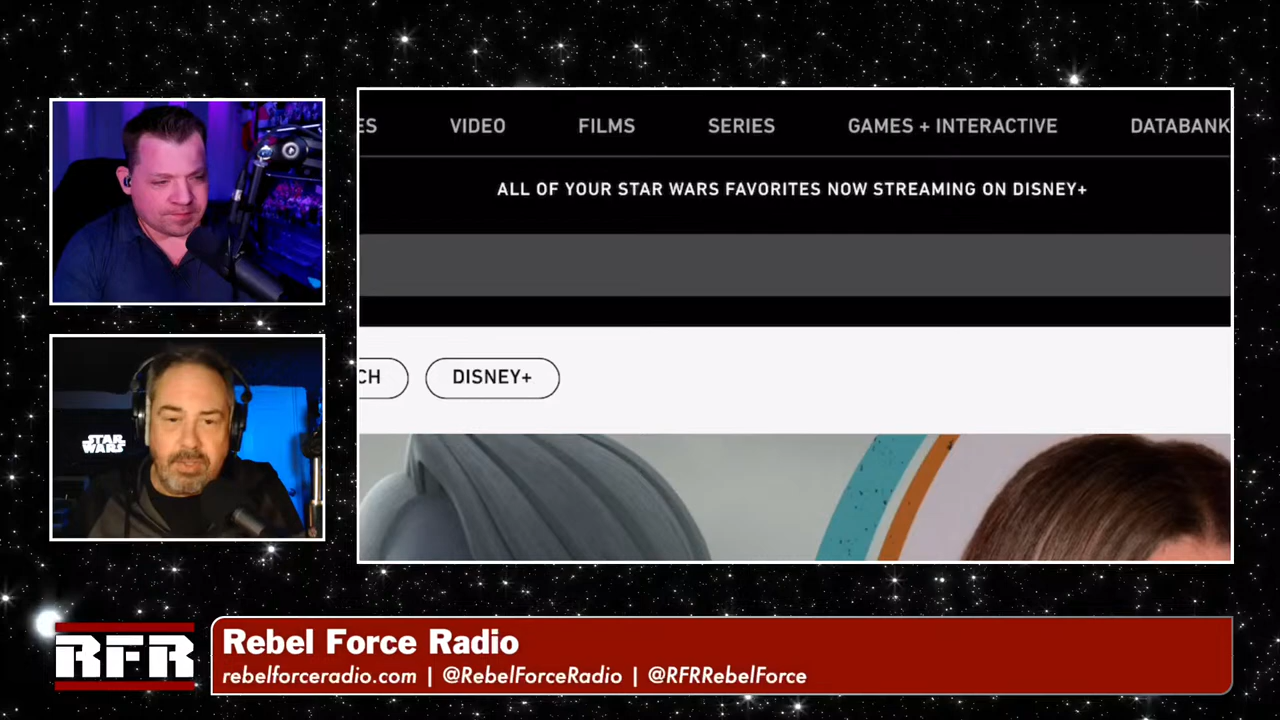 ES VIDEO FILMS SERIES GAMES + INTERACTIVE DATABANK
ALL OF YOUR STAR WARS FAVORITES NOW STREAMING ON DISNEY+
CH DISNEY+
STAR
WARS
RFR
Rebel Force Radio
rebelforceradio.com | @RebelForceRadio | @RFRRebelForce